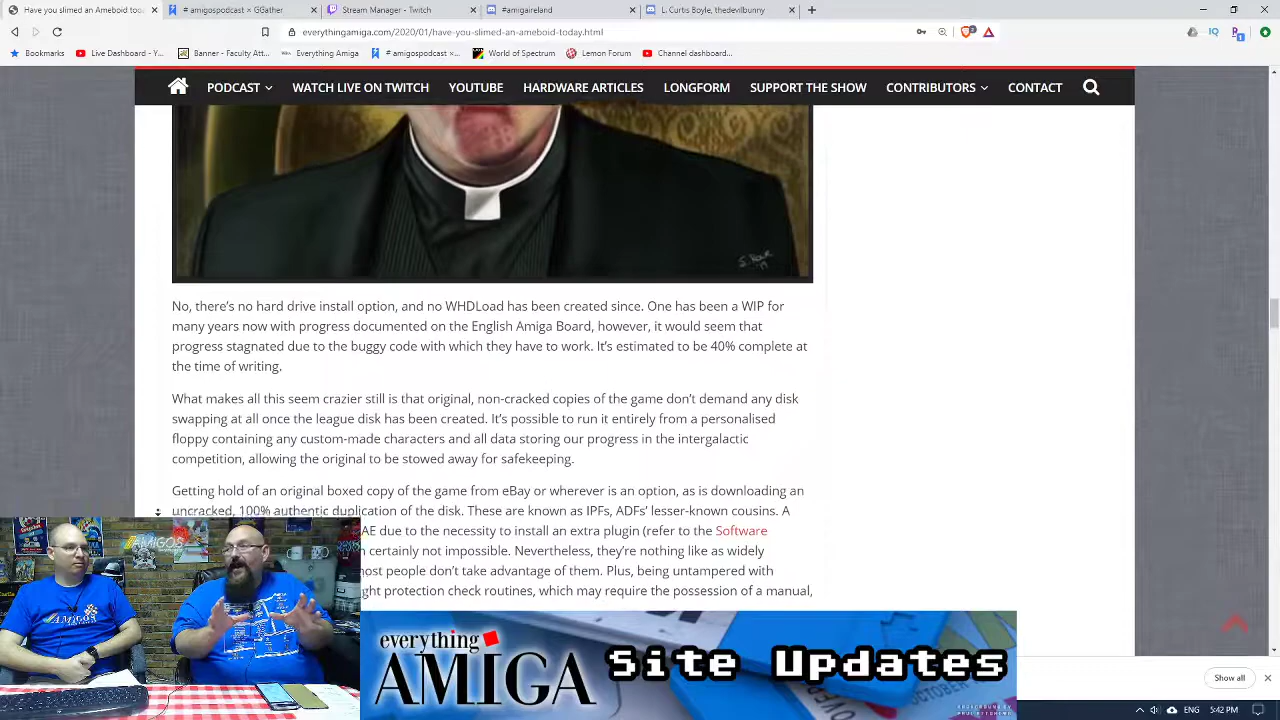 Have you slimed an Ameboid toda
# amigospodcast × GGather
Stream Manager - Twitch
#amigaireland
L. Curtis Boyle, thedevilbunny
everythingamiga.com/2020/01/have-you-slimed-an-ameboid-today.html
Bookmarks
Live Dashboard - Y...
Banner - Faculty Att...
Everything Amiga
# amigospodcast × ...
World of Spectrum
Lemon Forum
Channel dashboard...
PODCAST
WATCH LIVE ON TWITCH
YOUTUBE
HARDWARE ARTICLES
LONGFORM
SUPPORT THE SHOW
CONTRIBUTORS
CONTACT
No, there’s no hard drive install option, and no WHDLoad has been created since. One has been a WIP for
many years now with progress documented on the English Amiga Board, however, it would seem that
progress stagnated due to the buggy code with which they have to work. It’s estimated to be 40% complete at
the time of writing.
What makes all this seem crazier still is that original, non-cracked copies of the game don’t demand any disk
swapping at all once the league disk has been created. It’s possible to run it entirely from a personalised
floppy containing any custom-made characters and all data storing our progress in the intergalactic
competition, allowing the original to be stowed away for safekeeping.
Getting hold of an original boxed copy of the game from eBay or wherever is an option, as is downloading an
uncracked, 100% authentic duplication of the disk. These are known as IPFs, ADFs’ lesser-known cousins. A
AE due to the necessity to install an extra plugin (refer to the Software
certainly not impossible. Nevertheless, they’re nothing like as widely
most people don’t take advantage of them. Plus, being untampered with
ght protection check routines, which may require the possession of a manual,
AMIGOS
everything
AMIGA
Site Updates
Show all
ENG
5:42 PM